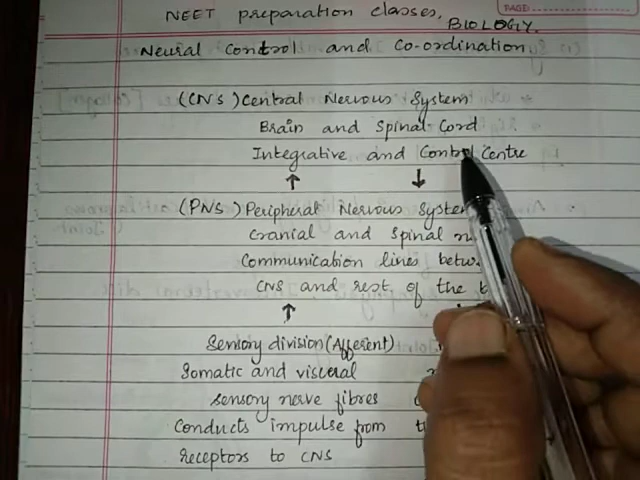 NEET preparation classes.
BIOLOGY.
PAGE
Neural Control and Co-ordination
(CNS) Central Nervous System
Brain and Spinal Cord
Integrative and Control Centre
(PNS) Peripheral Nervous System
Cranial and Spinal
Communication lines
CNS and rest of the
Sensory division (Afferent)
Somatic and visceral
sensory nerve fibres
Conducts impulse from
receptors to CNS